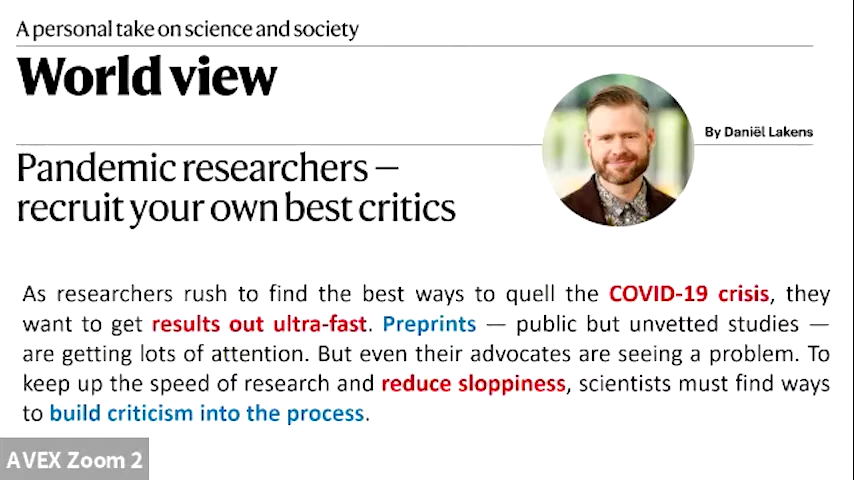 A personal take on science and society
World view
By Daniël Lakens
Pandemic researchers —
recruit your own best critics
As researchers rush to find the best ways to quell the COVID-19 crisis, they
want to get results out ultra-fast. Preprints — public but unvetted studies —
are getting lots of attention. But even their advocates are seeing a problem. To
keep up the speed of research and reduce sloppiness, scientists must find ways
to build criticism into the process.
AVEX Zoom 2